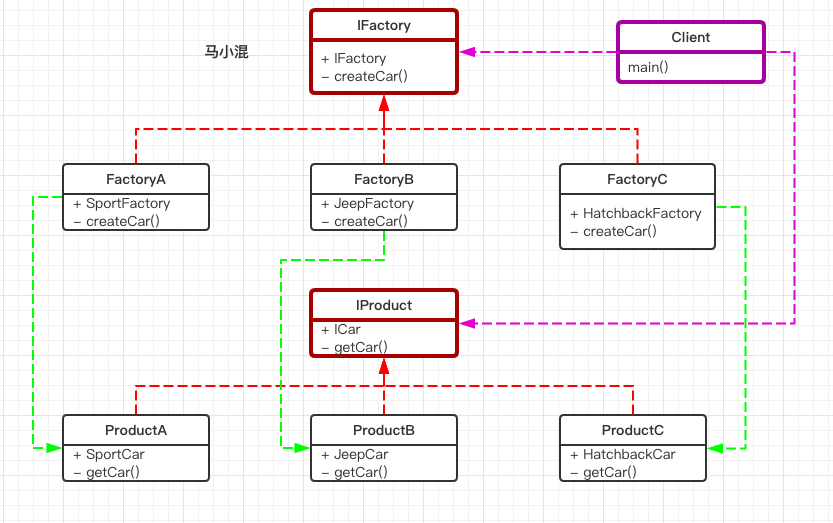 IFactory
+ IFactory
− createCar()
马小混
Client
main()
FactoryA
+ SportFactory
− createCar()
FactoryB
+ JeepFactory
− createCar()
FactoryC
+ HatchbackFactory
− createCar()
IProduct
+ ICar
− getCar()
ProductA
+ SportCar
− getCar()
ProductB
+ JeepCar
− getCar()
ProductC
+ HatchbackCar
− getCar()